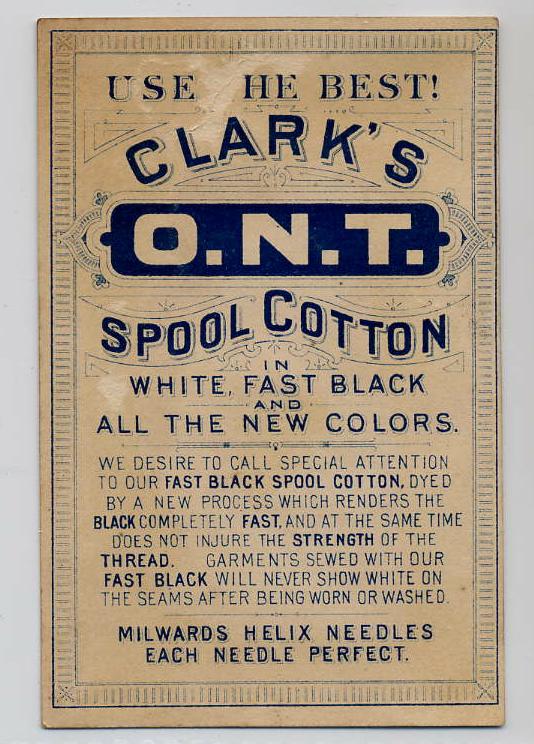 USE HE BEST!
CLARK'S
O.N.T.
SPOOL COTTON
IN
WHITE, FAST BLACK
AND
ALL THE NEW COLORS.
WE DESIRE TO CALL SPECIAL ATTENTION
TO OUR FAST BLACK SPOOL COTTON, DYED
BY A NEW PROCESS WHICH RENDERS THE
BLACK COMPLETELY FAST, AND AT THE SAME TIME
DOES NOT INJURE THE STRENGTH OF THE
THREAD. GARMENTS SEWED WITH OUR
FAST BLACK WILL NEVER SHOW WHITE ON
THE SEAMS AFTER BEING WORN OR WASHED.
MILWARDS HELIX NEEDLES
EACH NEEDLE PERFECT.